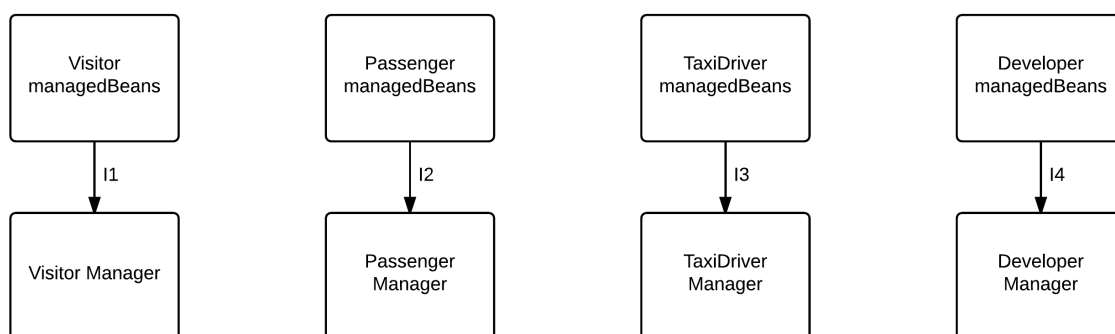 Visitor
managedBeans
Passenger
managedBeans
TaxiDriver
managedBeans
Developer
managedBeans
I1
I2
I3
I4
Visitor Manager
Passenger
Manager
TaxiDriver
Manager
Developer
Manager